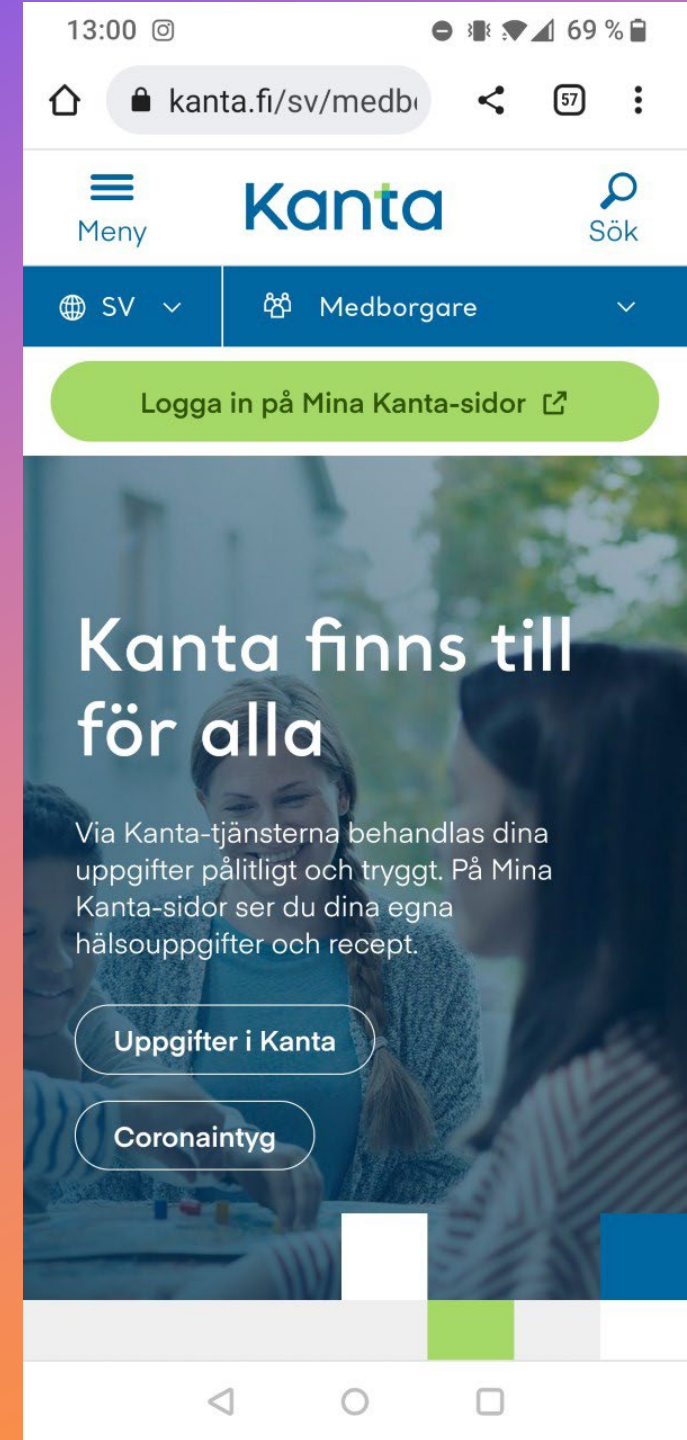 13:00
69 %
kanta.fi/sv/medb
57
Meny
Kanta
Sök
SV
Medborgare
Logga in på Mina Kanta-sidor
Kanta finns till
för alla
Via Kanta-tjänsterna behandlas dina
uppgifter pålitligt och tryggt. På Mina
Kanta-sidor ser du dina egna
hälsouppgifter och recept.
Uppgifter i Kanta
Coronaintyg